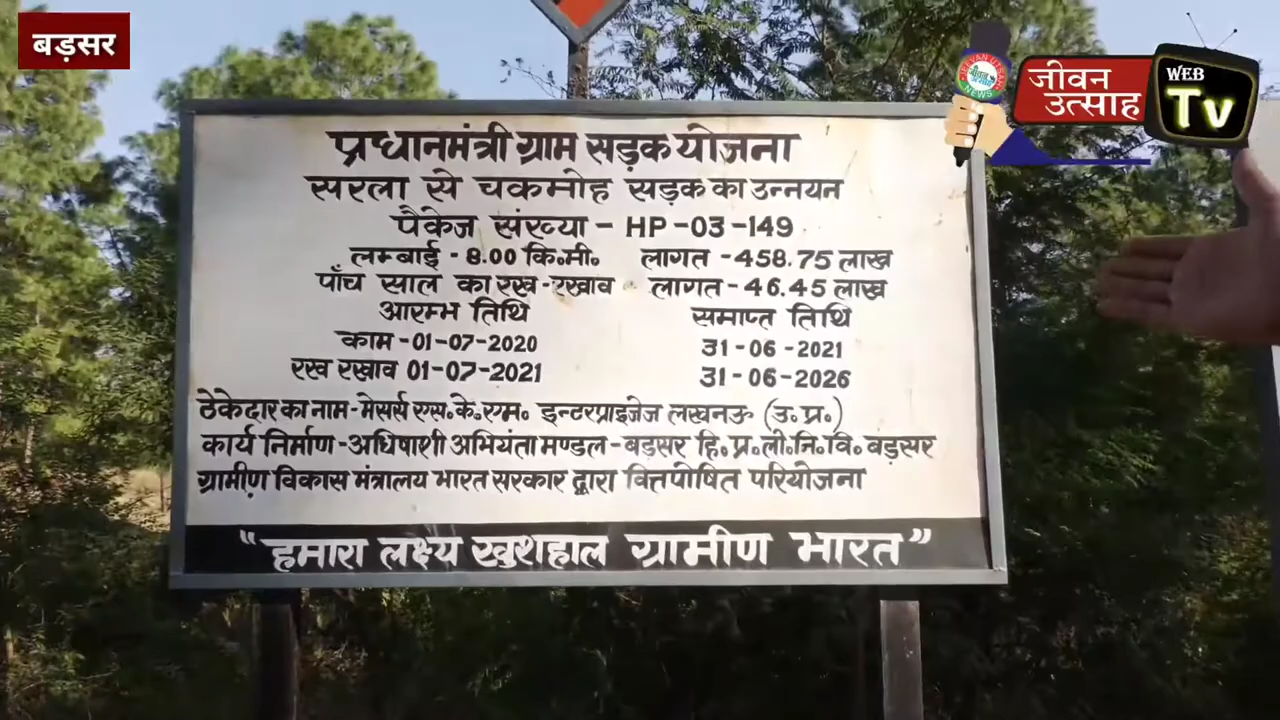 बड़सर
जीवन
उत्साह
WEB
Tv
JEEVAN UTSAH
NEWS
प्रधानमंत्री ग्राम सड़क योजना
सरला से चकमोह सड़क का उन्नयन
पैकेज संख्या - HP -03 -149
लम्बाई - 8.00 कि॰मी॰ लागत -458.75 लाख
पाँच साल का रख -रखाव लागत- 46.45 लाख
आरम्भ तिथि समाप्त तिथि
काम -01-07-2020 31 -06 -2021
रख रखाव 01-07-2021 31-06 -2026
ठेकेदार का नाम- मेसर्स एस॰ के॰ एम॰ इन्टरप्राइजेज लखनऊ (उ॰प्र॰)
कार्य निर्माण -अधिषाशी अभियंता मण्डल- बड़सर हि॰ प्र॰ लो॰ नि॰ वि॰ बड़सर
ग्रामीण विकास मंत्रालय भारत सरकार द्वारा वित्तपोषित परियोजना
“ हमारा लक्ष्य खुशहाल ग्रामीण भारत ”